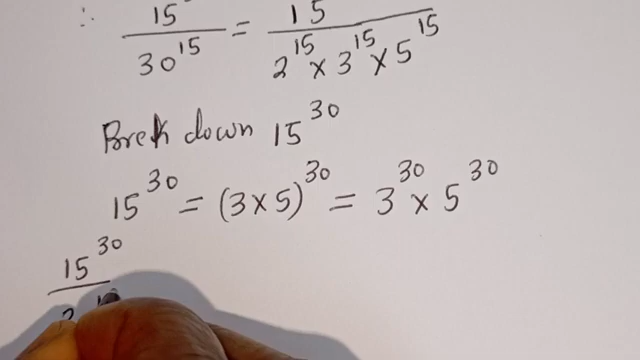 ∴ 15 / 30^15 = 15 / 2^15 × 3^15 × 5^15
Brek down 15^30
15^30 = (3×5)^30 = 3^30 × 5^30
15^30